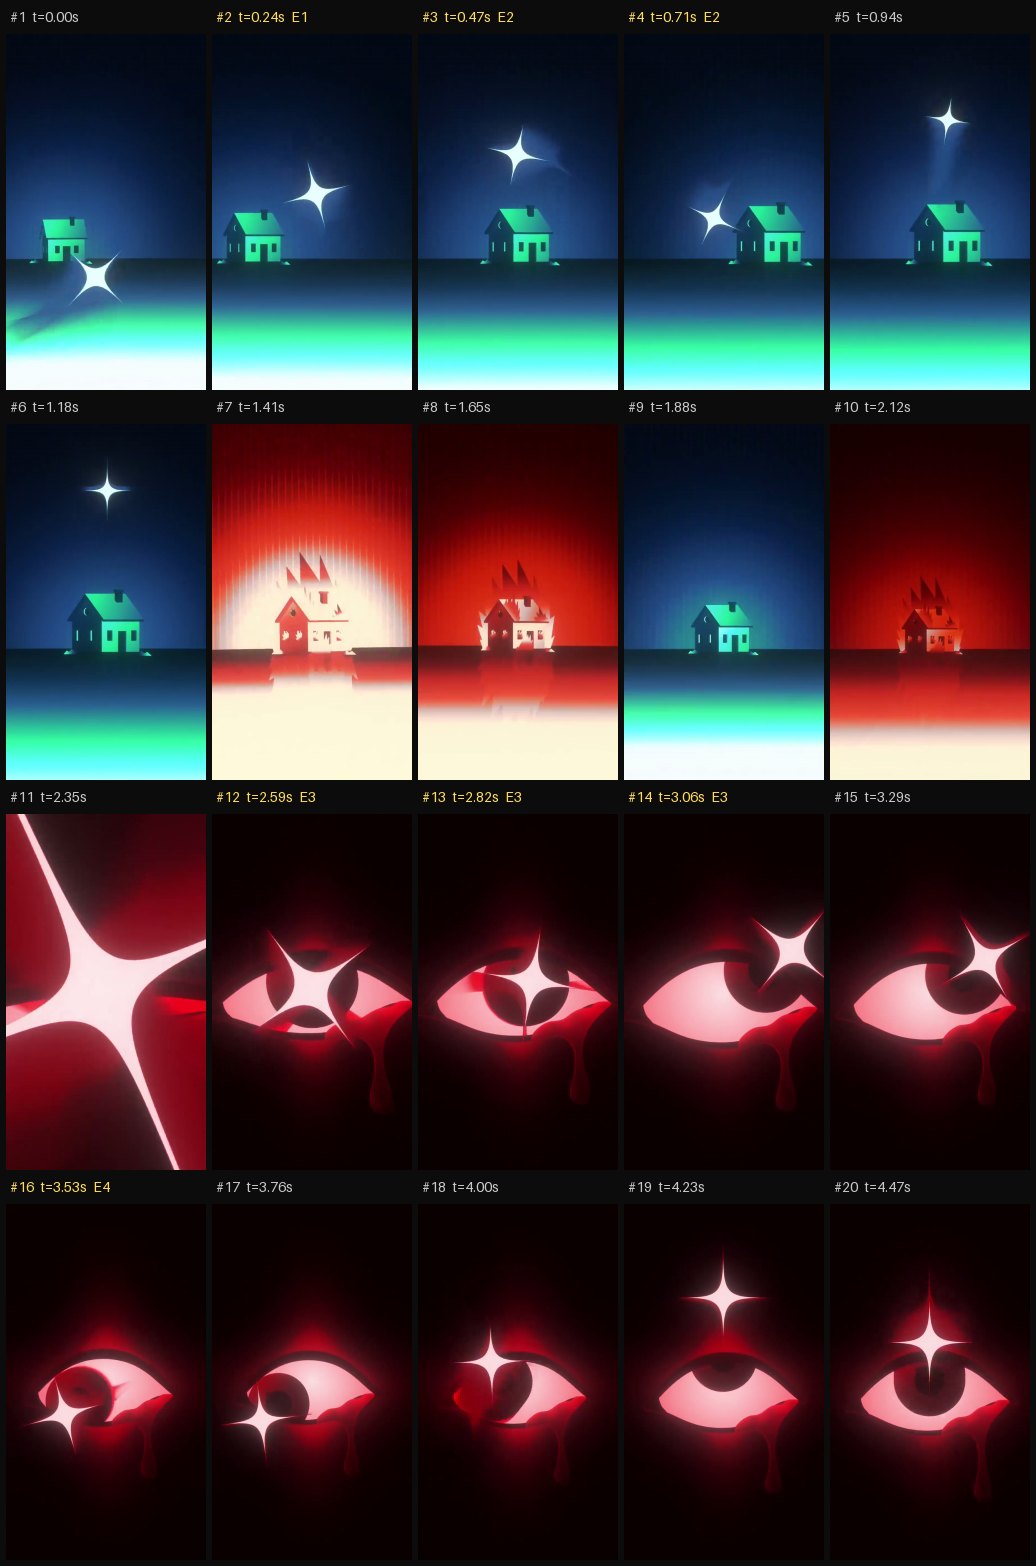 #1 t=0.00s
#2 t=0.24s E1
#3 t=0.47s E2
#4 t=0.71s E2
#5 t=0.94s
#6 t=1.18s
#7 t=1.41s
#8 t=1.65s
#9 t=1.88s
#10 t=2.12s
#11 t=2.35s
#12 t=2.59s E3
#13 t=2.82s E3
#14 t=3.06s E3
#15 t=3.29s
#16 t=3.53s E4
#17 t=3.76s
#18 t=4.00s
#19 t=4.23s
#20 t=4.47s